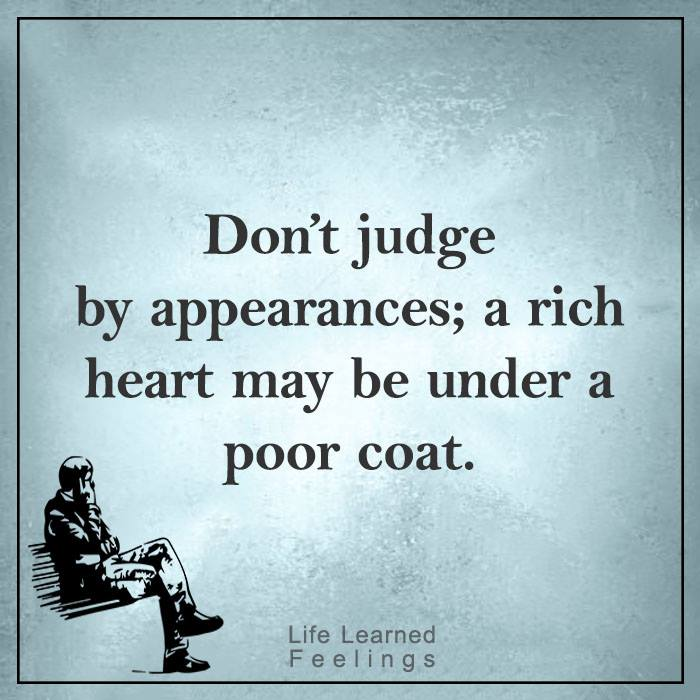 Don’t judge
by appearances; a rich
heart may be under a
poor coat.
Life Learned
Feelings